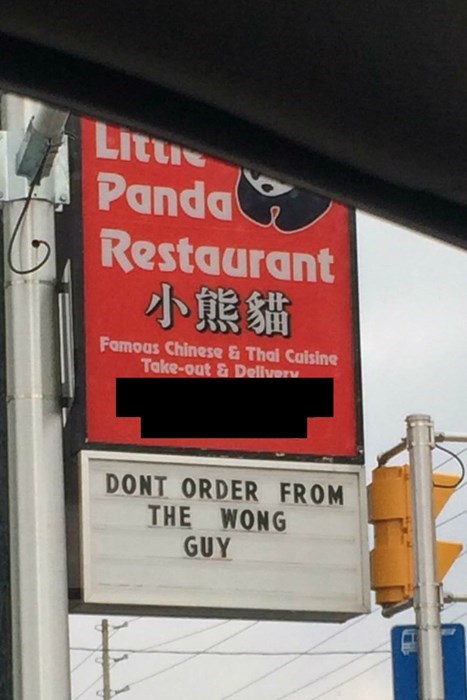 Little
Panda
Restaurant
小熊貓
Famous Chinese & Thai Cuisine
Take-out & Delivery
DONT ORDER FROM
THE WONG
GUY